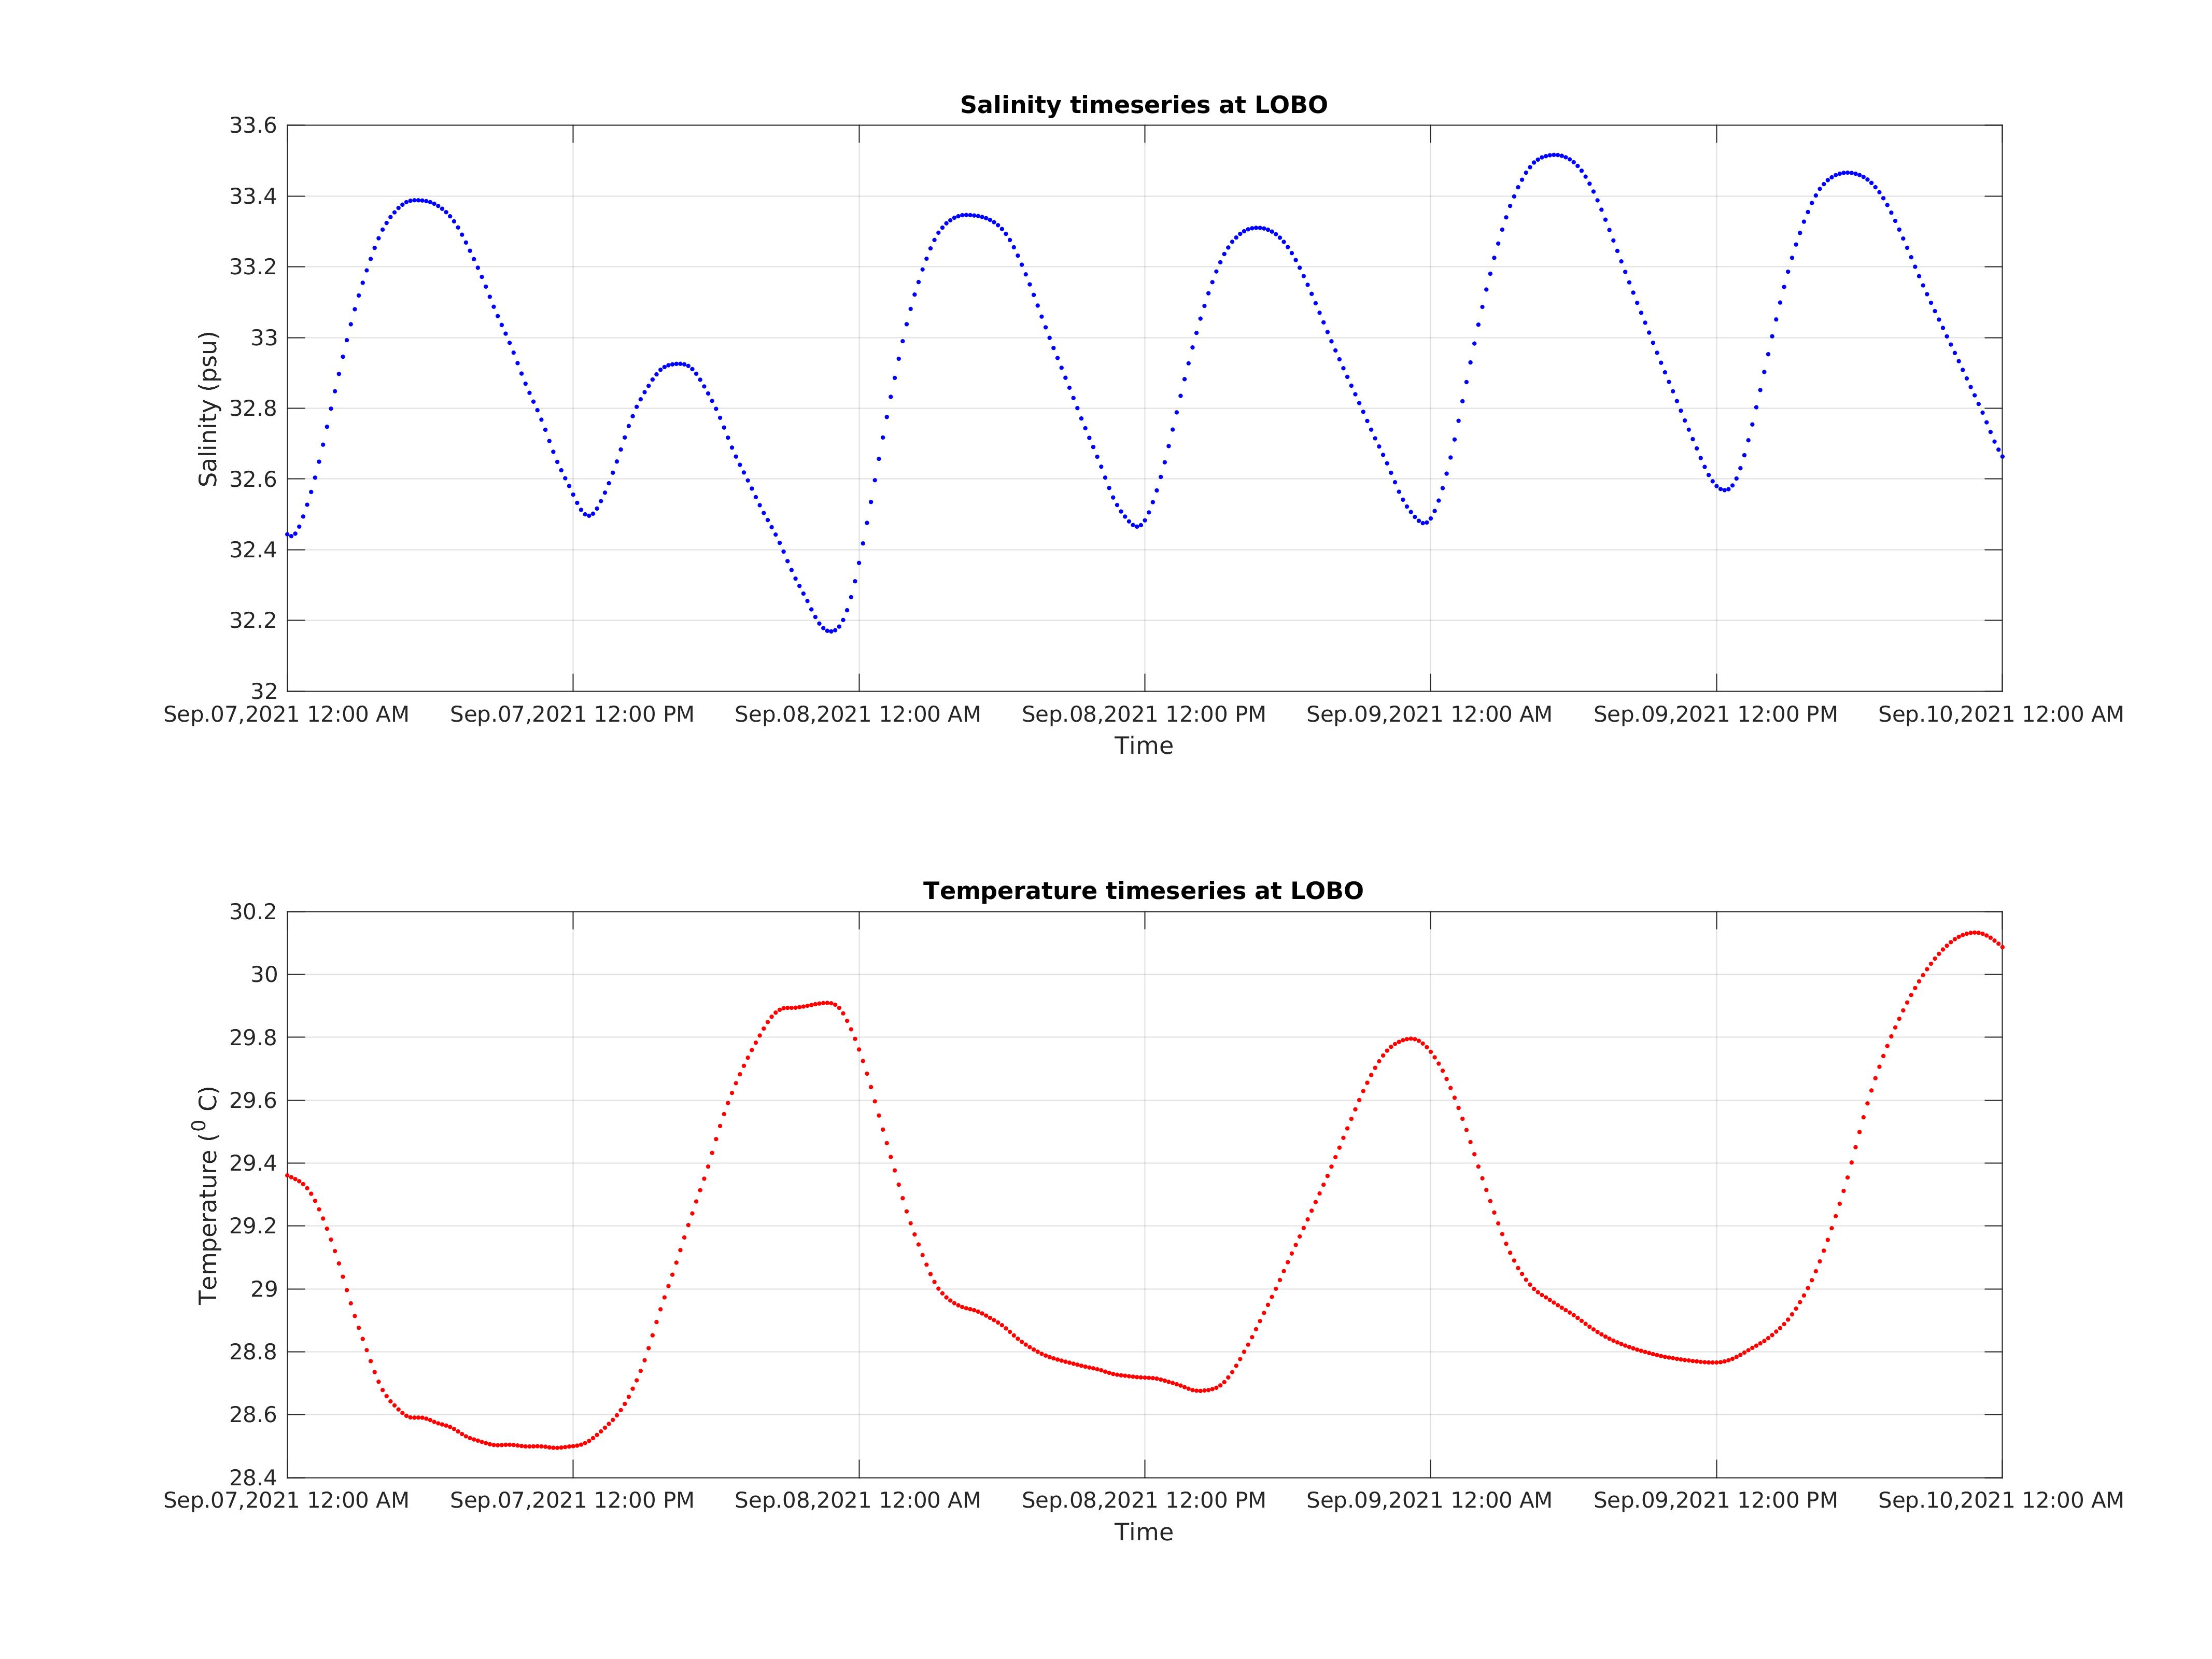 Salinity timeseries at LOBO
33.6
33.4
33.2
33
32.8
32.6
32.4
32.2
32
Salinity (psu)
Sep.07,2021 12:00 AM Sep.07,2021 12:00 PM Sep.08,2021 12:00 AM Sep.08,2021 12:00 PM Sep.09,2021 12:00 AM Sep.09,2021 12:00 PM Sep.10,2021 12:00 AM
Time
Temperature timeseries at LOBO
30.2
30
29.8
29.6
29.4
29.2
29
28.8
28.6
28.4
Temperature (⁰ C)
Sep.07,2021 12:00 AM Sep.07,2021 12:00 PM Sep.08,2021 12:00 AM Sep.08,2021 12:00 PM Sep.09,2021 12:00 AM Sep.09,2021 12:00 PM Sep.10,2021 12:00 AM
Time